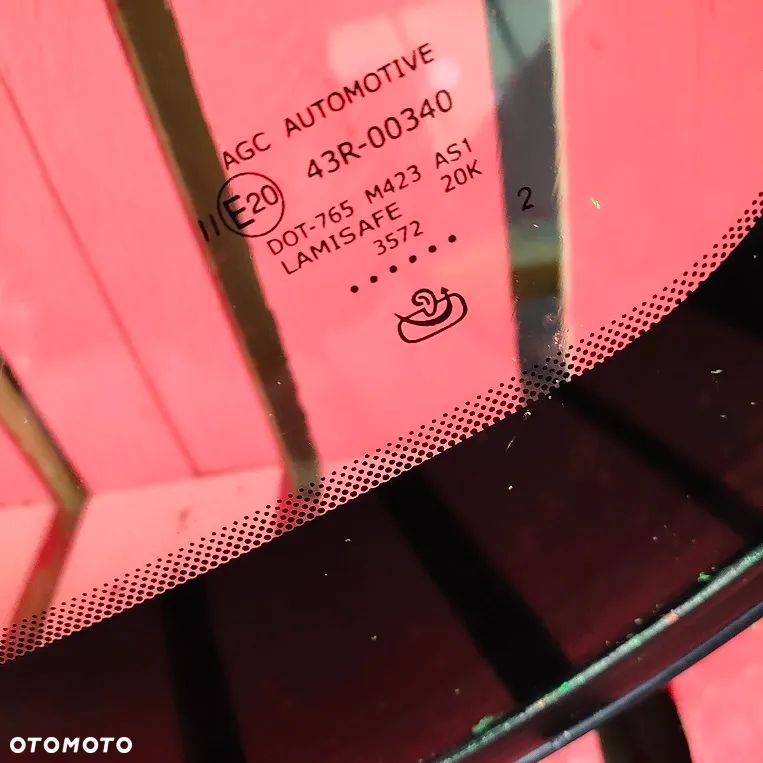 AGC AUTOMOTIVE
43R-00340
II E20
DOT-765 M423 AS1
LAMISAFE 20K
3572
......
2
OTOMOTO